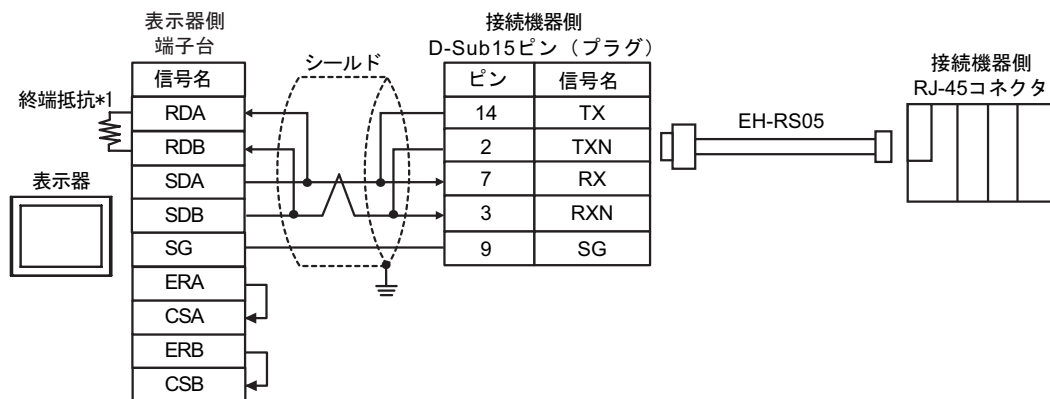 表示器側
端子台
信号名
RDA
RDB
SDA
SDB
SG
ERA
CSA
ERB
CSB
終端抵抗*1
表示器
シールド
接続機器側
D-Sub15ピン（プラグ）
ピン 信号名
14 TX
2 TXN
7 RX
3 RXN
9 SG
EH-RS05
接続機器側
RJ-45コネクタ